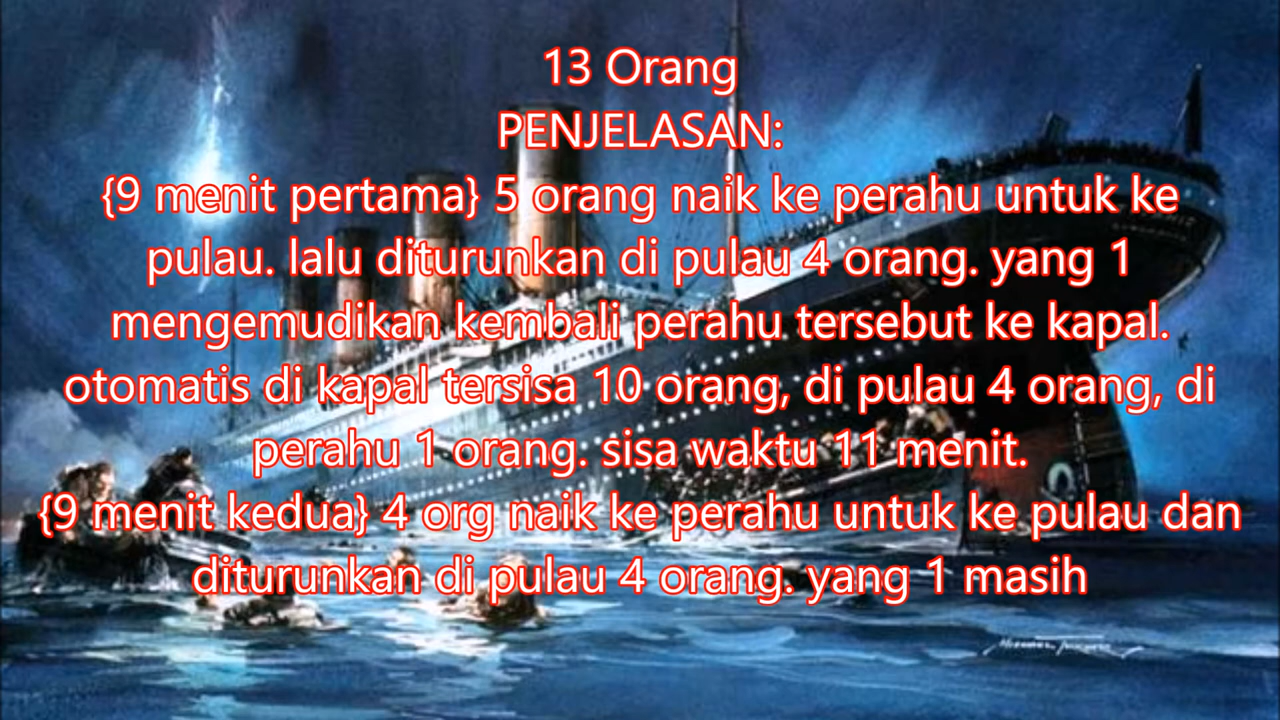 13 Orang
PENJELASAN:
{9 menit pertama} 5 orang naik ke perahu untuk ke
pulau. lalu diturunkan di pulau 4 orang. yang 1
mengemudikan kembali perahu tersebut ke kapal.
otomatis di kapal tersisa 10 orang, di pulau 4 orang, di
perahu 1 orang. sisa waktu 11 menit.
{9 menit kedua} 4 org naik ke perahu untuk ke pulau dan
diturunkan di pulau 4 orang. yang 1 masih